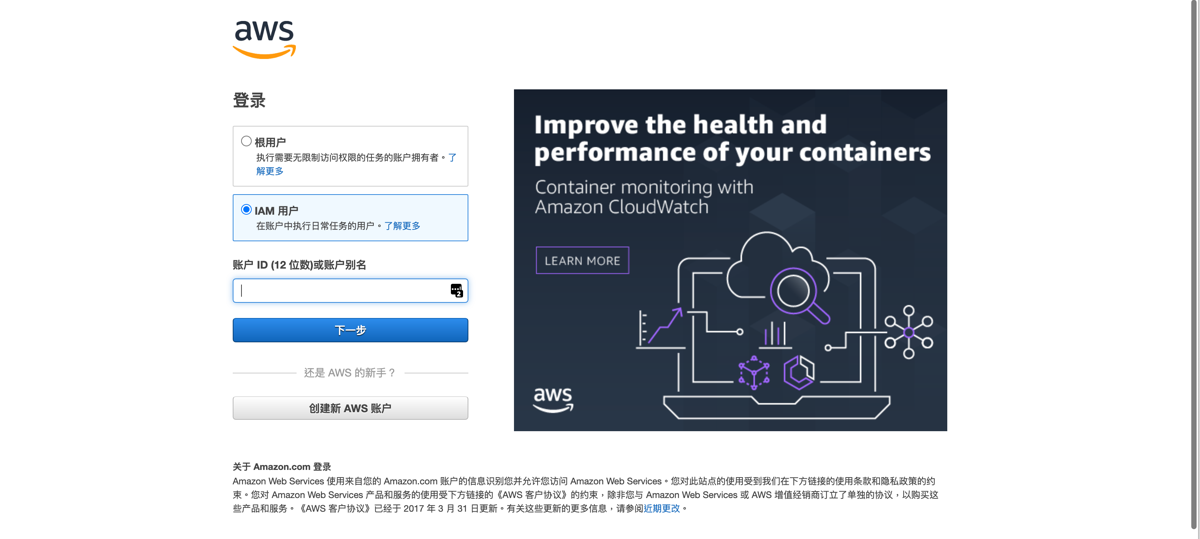 aws
登录
根用户
执行需要无限制访问权限的任务的账户拥有者。了
解更多
IAM 用户
在账户中执行日常任务的用户。了解更多
账户 ID (12 位数)或账户别名
2
下一步
还是 AWS 的新手？
创建新 AWS 账户
Improve the health and
performance of your containers
Container monitoring with
Amazon CloudWatch
LEARN MORE
aws
关于 Amazon.com 登录
Amazon Web Services 使用来自您的 Amazon.com 账户的信息识别您并允许您访问 Amazon Web Services。您对此站点的使用受到我们在下方链接的使用条款和隐私政策的约
束。您对 Amazon Web Services 产品和服务的使用受下方链接的《AWS 客户协议》的约束，除非您与 Amazon Web Services 或 AWS 增值经销商订立了单独的协议，以购买这
些产品和服务。《AWS 客户协议》已经于 2017 年 3 月 31 日更新。有关这些更新的更多信息，请参阅近期更改。